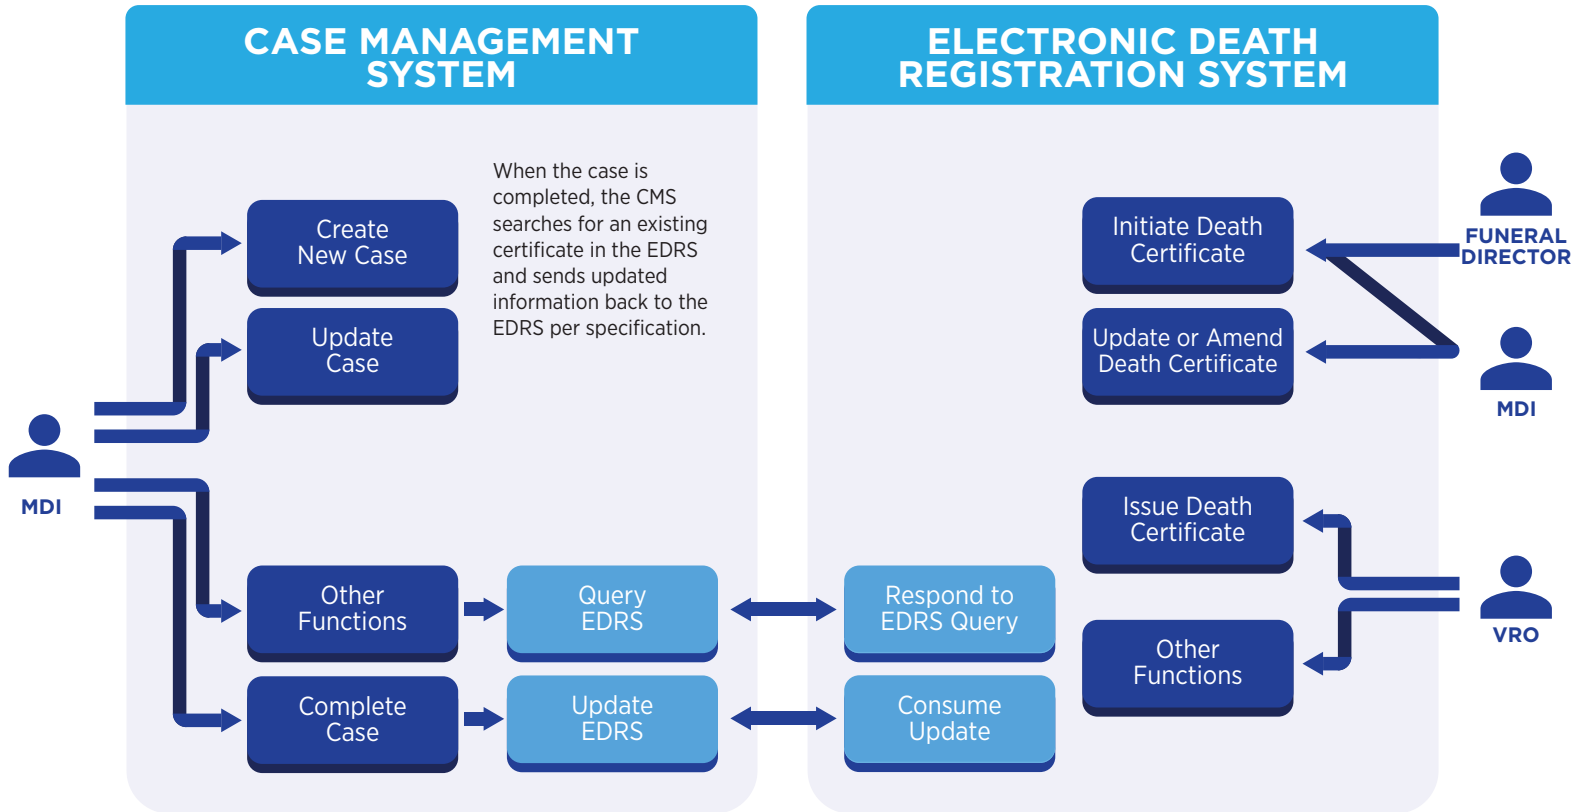 CASE MANAGEMENT
SYSTEM
ELECTRONIC DEATH
REGISTRATION SYSTEM
When the case is
completed, the CMS
searches for an existing
certificate in the EDRS
and sends updated
information back to the
EDRS per specification.
Create
New Case
Update
Case
MDI
Other
Functions
Query
EDRS
Complete
Case
Update
EDRS
Respond to
EDRS Query
Consume
Update
Initiate Death
Certificate
Update or Amend
Death Certificate
Issue Death
Certificate
Other
Functions
FUNERAL
DIRECTOR
MDI
VRO